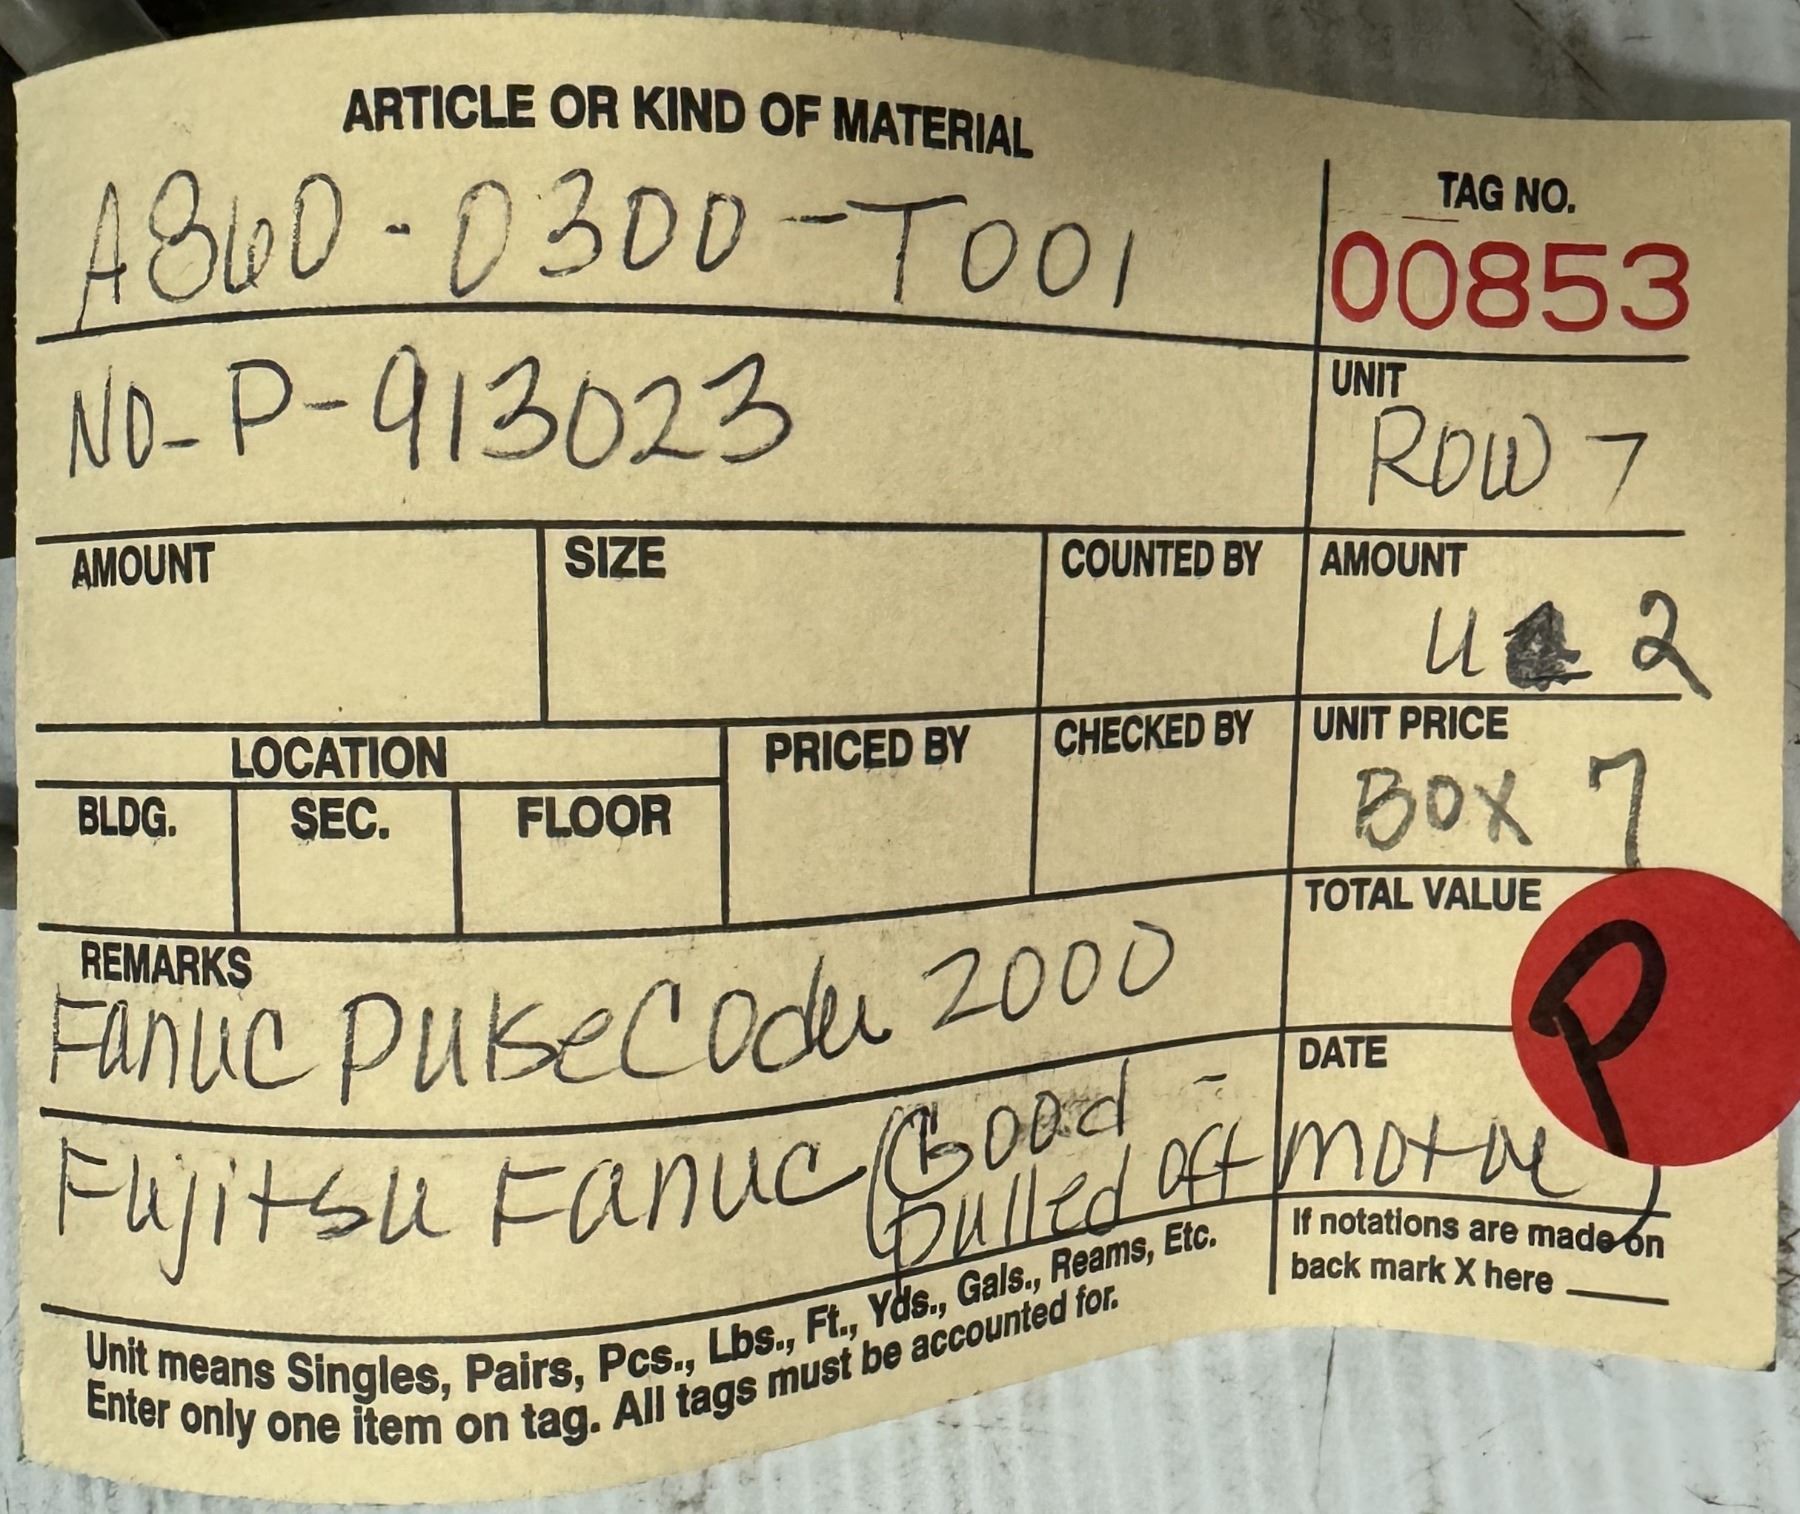 ARTICLE OR KIND OF MATERIAL
A860-0300-T001
TAG NO.
00853
NO- P-913023
UNIT
ROW 7
AMOUNT
SIZE
COUNTED BY
AMOUNT
U 2
LOCATION
PRICED BY
CHECKED BY
UNIT PRICE
BOX 7
BLDG.
SEC.
FLOOR
TOTAL VALUE
P
REMARKS
Fanuc PulseCoder 2000
DATE
Fujitsu Fanuc (Good -
pulled off motor)
If notations are made on
back mark X here
Unit means Singles, Pairs, Pcs., Lbs., Ft., Yds., Gals., Reams, Etc.
Enter only one item on tag. All tags must be accounted for.